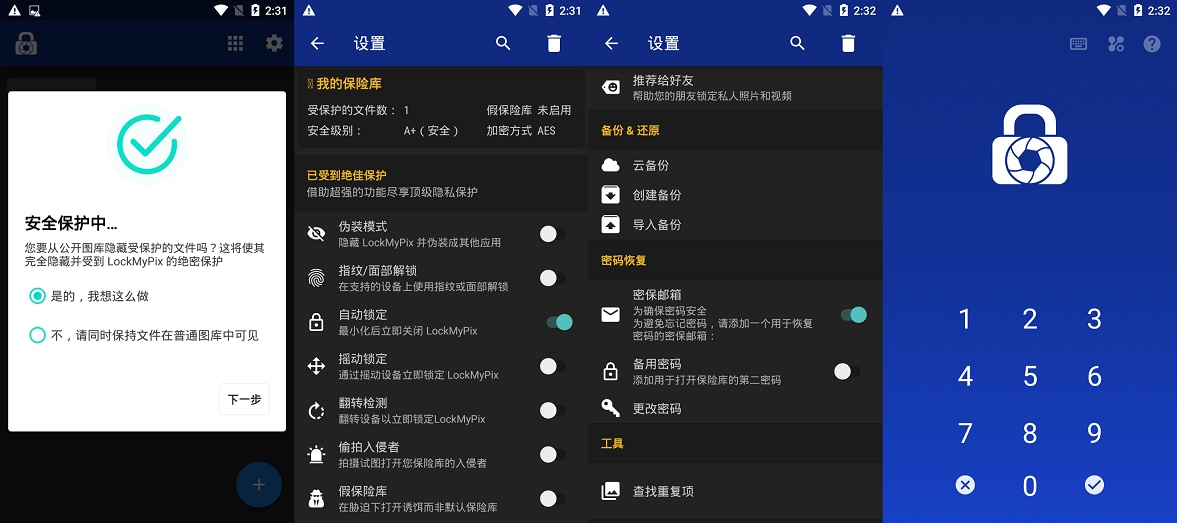 2:31
安全保护中...
您要从公开图库隐藏受保护的文件吗？这将使其
完全隐藏并受到 LockMyPix 的绝密保护
是的，我想这么做
不，请同时保持文件在普通图库中可见
下一步
2:31
设置
我的保险库
受保护的文件数： 1 假保险库 未启用
安全级别： A+（安全） 加密方式 AES
已受到绝佳保护
借助超强的功能尽享顶级隐私保护
伪装模式
隐藏 LockMyPix 并伪装成其他应用
指纹/面部解锁
在支持的设备上使用指纹或面部解锁
自动锁定
最小化后立即关闭 LockMyPix
摇动锁定
通过摇动设备立即锁定 LockMyPix
翻转检测
翻转设备以立即锁定LockMyPix
偷拍入侵者
拍摄试图打开您保险库的入侵者
假保险库
在胁迫下打开诱饵而非默认保险库
2:32
设置
推荐给好友
帮助您的朋友锁定私人照片和视频
备份 & 还原
云备份
创建备份
导入备份
密码恢复
密保邮箱
为确保密码安全
为避免忘记密码，请添加一个用于恢复
密码的密保邮箱：
备用密码
添加用于打开保险库的第二密码
更改密码
工具
查找重复项
2:32
1 2 3
4 5 6
7 8 9
0